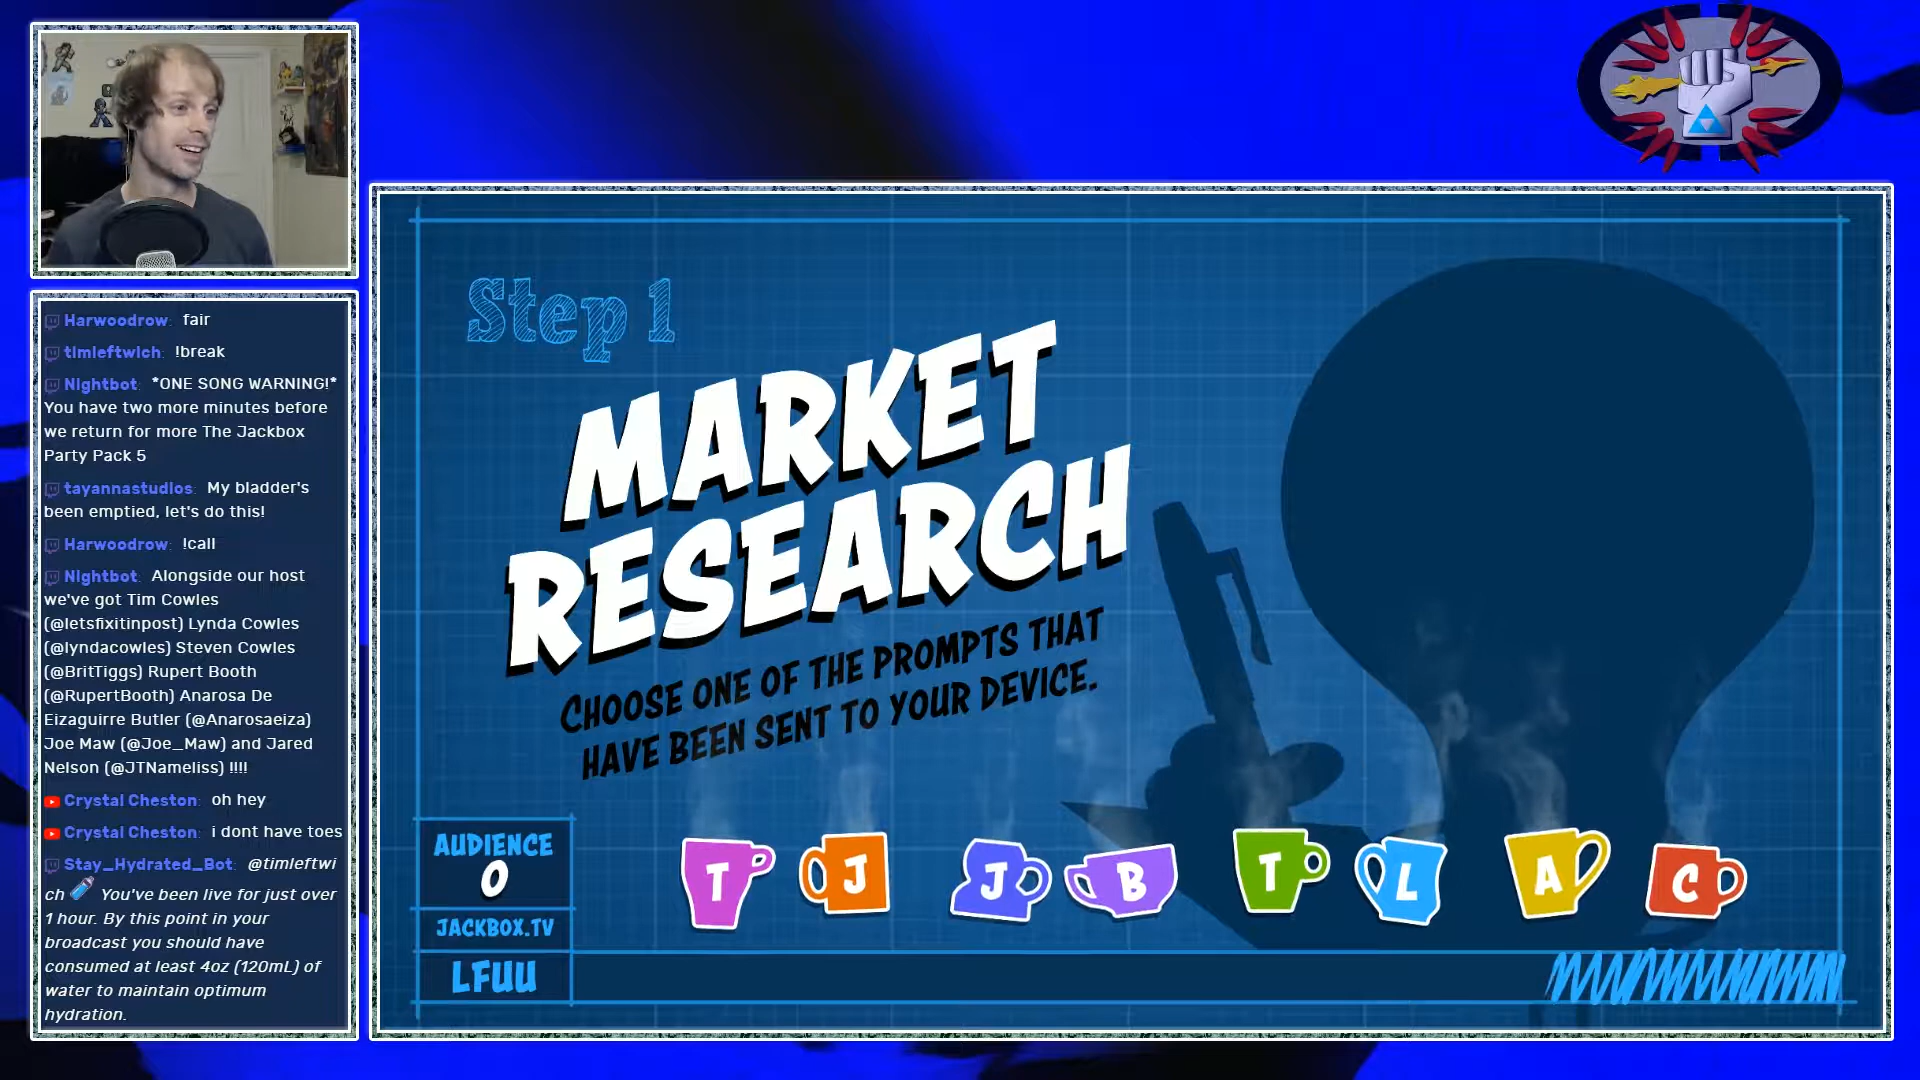 Harwoodrow: fair
timleftwich: !break
Nightbot: *ONE SONG WARNING!*
You have two more minutes before
we return for more The Jackbox
Party Pack 5
tayannastudios: My bladder's
been emptied, let's do this!
Harwoodrow: !call
Nightbot: Alongside our host
we've got Tim Cowles
(@letsfixitinpost) Lynda Cowles
(@lyndacowles) Steven Cowles
(@BritTiggs) Rupert Booth
(@RupertBooth) Anarosa De
Eizaguirre Butler (@Anarosaeiza)
Joe Maw (@Joe_Maw) and Jared
Nelson (@JTNameliss) !!!!
Crystal Cheston: oh hey
Crystal Cheston: i dont have toes
Stay_Hydrated_Bot: @timleftwi
ch You've been live for just over
1 hour. By this point in your
broadcast you should have
consumed at least 4oz (120mL) of
water to maintain optimum
hydration.
Step 1
MARKET
RESEARCH
CHOOSE ONE OF THE PROMPTS THAT
HAVE BEEN SENT TO YOUR DEVICE.
AUDIENCE
0
JACKBOX.TV
LFUU
T J J B T L A C